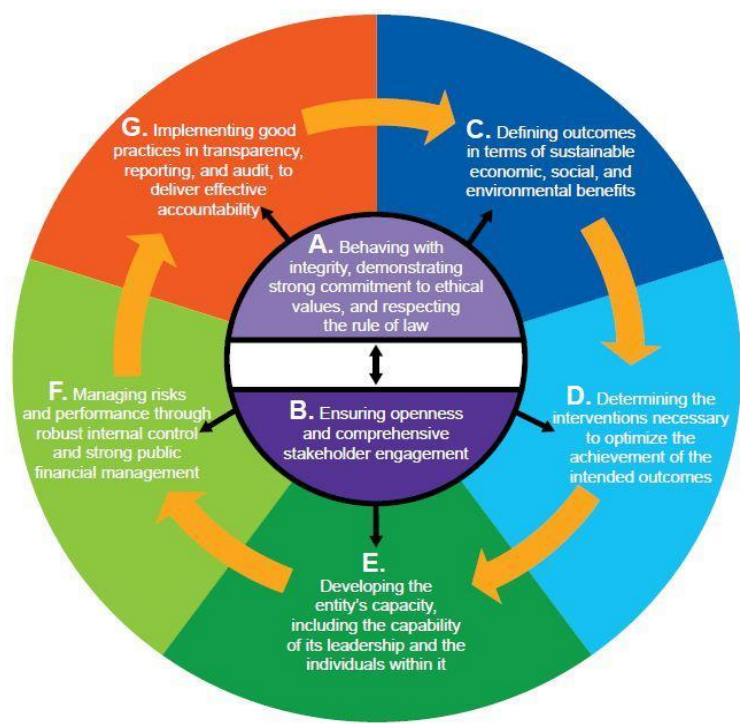 A. Behaving with
integrity, demonstrating
strong commitment to ethical
values, and respecting
the rule of law
B. Ensuring openness
and comprehensive
stakeholder engagement
C. Defining outcomes
in terms of sustainable
economic, social, and
environmental benefits
D. Determining the
interventions necessary
to optimize the
achievement of the
intended outcomes
E.
Developing the
entity's capacity,
including the capability
of its leadership and the
individuals within it
F. Managing risks
and performance through
robust internal control
and strong public
financial management
G. Implementing good
practices in transparency,
reporting, and audit, to
deliver effective
accountability